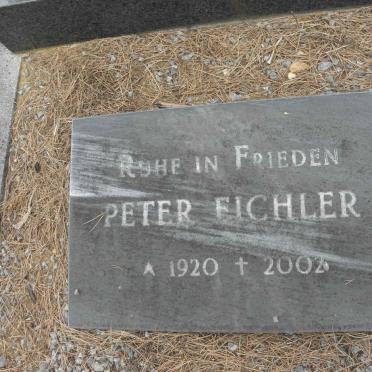 RUHE IN FRIEDEN
PETER EICHLER
★ 1920 ✝ 2002